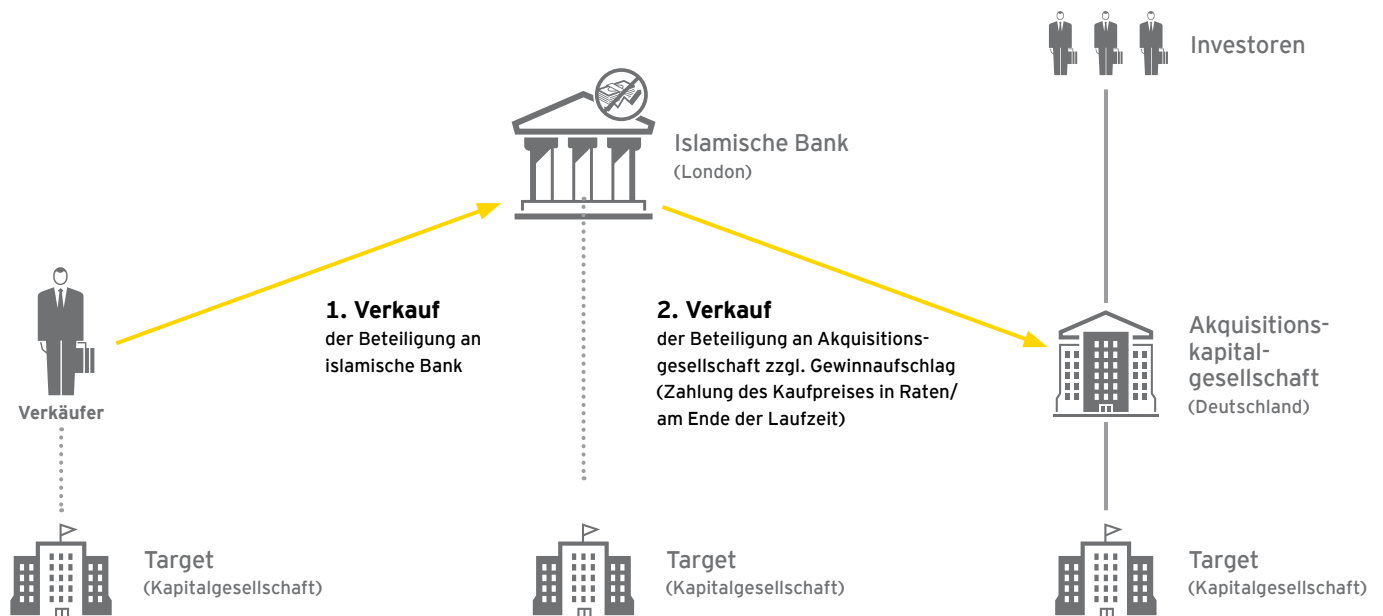 Investoren
Islamische Bank
(London)
1. Verkauf
der Beteiligung an
islamische Bank
2. Verkauf
der Beteiligung an Akquisitions-
gesellschaft zzgl. Gewinnaufschlag
(Zahlung des Kaufpreises in Raten/
am Ende der Laufzeit)
Akquisitions-
kapital-
gesellschaft
(Deutschland)
Verkäufer
Target
(Kapitalgesellschaft)
Target
(Kapitalgesellschaft)
Target
(Kapitalgesellschaft)